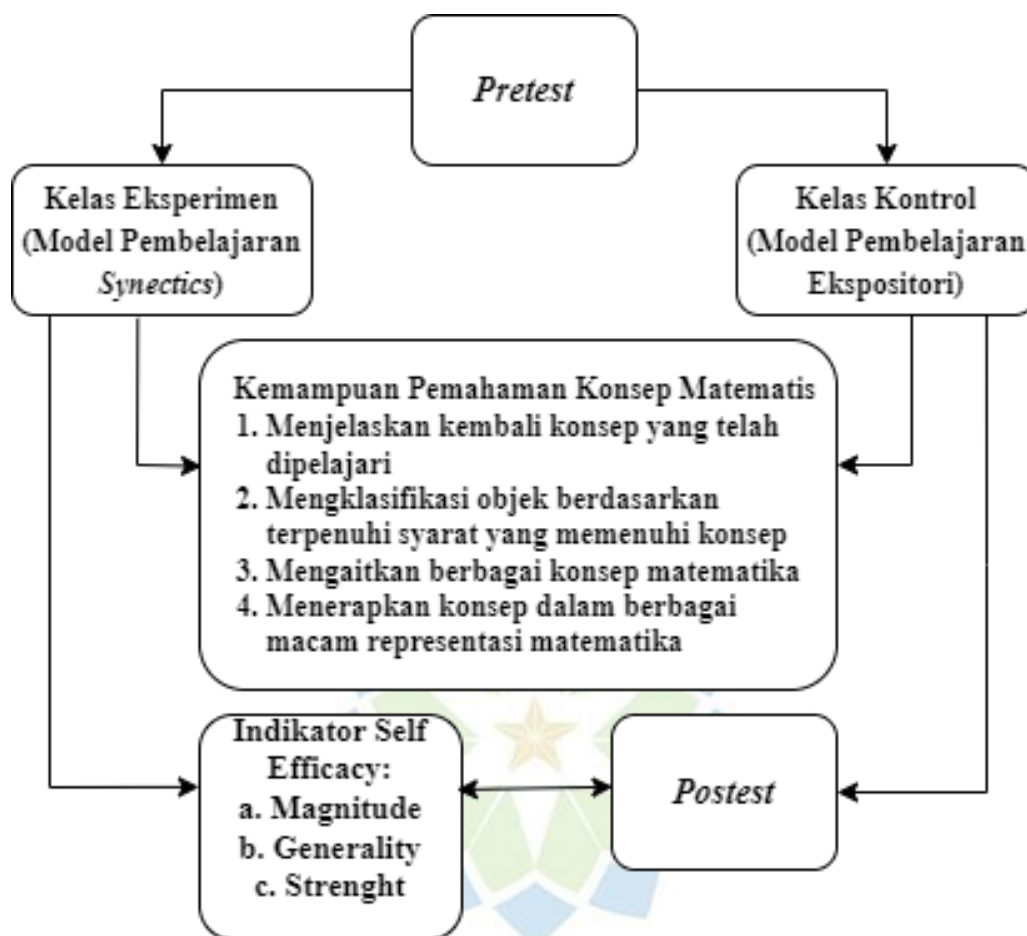 Pretest
Kelas Eksperimen
(Model Pembelajaran
Synectics)
Kelas Kontrol
(Model Pembelajaran
Ekspositori)
Kemampuan Pemahaman Konsep Matematis
1. Menjelaskan kembali konsep yang telah
dipelajari
2. Mengklasifikasi objek berdasarkan
terpenuhi syarat yang memenuhi konsep
3. Mengaitkan berbagai konsep matematika
4. Menerapkan konsep dalam berbagai
macam representasi matematika
Indikator Self
Efficacy:
a. Magnitude
b. Generality
c. Strenght
Postest